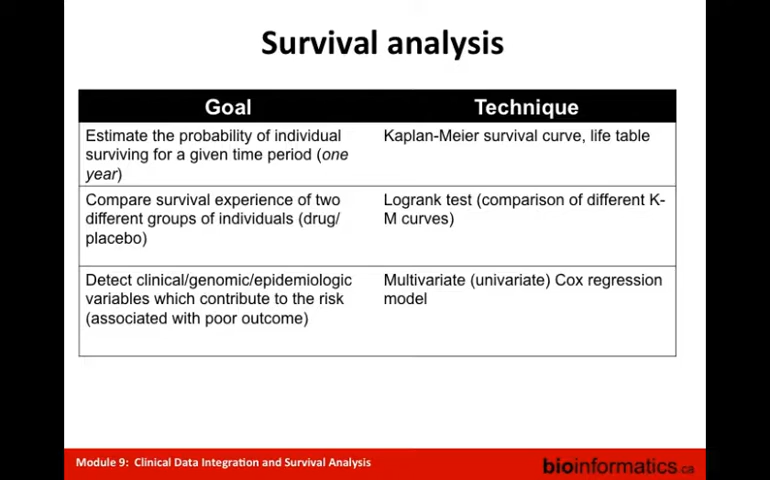 Survival analysis
Goal
Technique
Estimate the probability of individual
surviving for a given time period (one
year)
Kaplan-Meier survival curve, life table
Compare survival experience of two
different groups of individuals (drug/
placebo)
Logrank test (comparison of different K-
M curves)
Detect clinical/genomic/epidemiologic
variables which contribute to the risk
(associated with poor outcome)
Multivariate (univariate) Cox regression
model
Module 9: Clinical Data Integration and Survival Analysis
bioinformatics.ca